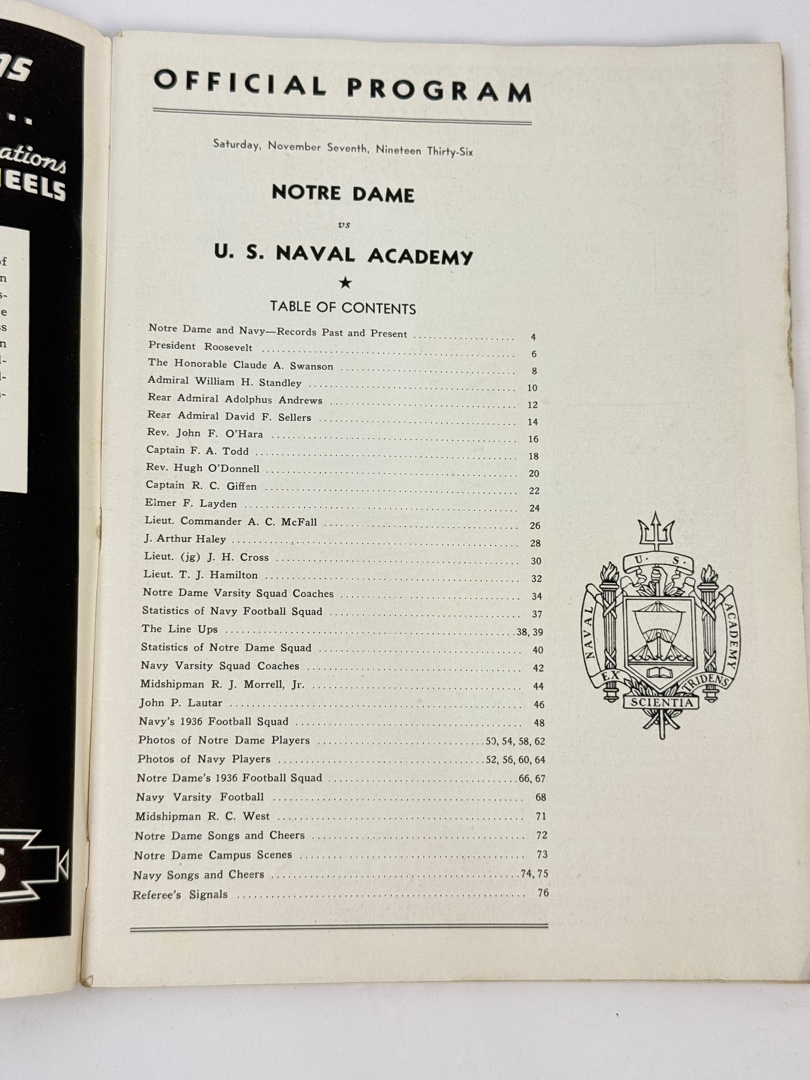 NS
...
ations
HEELS
f
n
s-
e
s
n
l-
l-
-
S
OFFICIAL PROGRAM
Saturday, November Seventh, Nineteen Thirty-Six
NOTRE DAME
vs
U. S. NAVAL ACADEMY
★
TABLE OF CONTENTS
Notre Dame and Navy—Records Past and Present .................. 4
President Roosevelt .................. 6
The Honorable Claude A. Swanson .................. 8
Admiral William H. Standley .................. 10
Rear Admiral Adolphus Andrews .................. 12
Rear Admiral David F. Sellers .................. 14
Rev. John F. O'Hara .................. 16
Captain F. A. Todd .................. 18
Rev. Hugh O'Donnell .................. 20
Captain R. C. Giffen .................. 22
Elmer F. Layden .................. 24
Lieut. Commander A. C. McFall .................. 26
J. Arthur Haley .................. 28
Lieut. (jg) J. H. Cross .................. 30
Lieut. T. J. Hamilton .................. 32
Notre Dame Varsity Squad Coaches .................. 34
Statistics of Navy Football Squad .................. 37
The Line Ups .................. 38, 39
Statistics of Notre Dame Squad .................. 40
Navy Varsity Squad Coaches .................. 42
Midshipman R. J. Morrell, Jr. .................. 44
John P. Lautar .................. 46
Navy's 1936 Football Squad .................. 48
Photos of Notre Dame Players .................. 50, 54, 58, 62
Photos of Navy Players .................. 52, 56, 60, 64
Notre Dame's 1936 Football Squad .................. 66, 67
Navy Varsity Football .................. 68
Midshipman R. C. West .................. 71
Notre Dame Songs and Cheers .................. 72
Notre Dame Campus Scenes .................. 73
Navy Songs and Cheers .................. 74, 75
Referee's Signals .................. 76
U. S.
NAVAL
ACADEMY
EX
TRIDENS
SCIENTIA